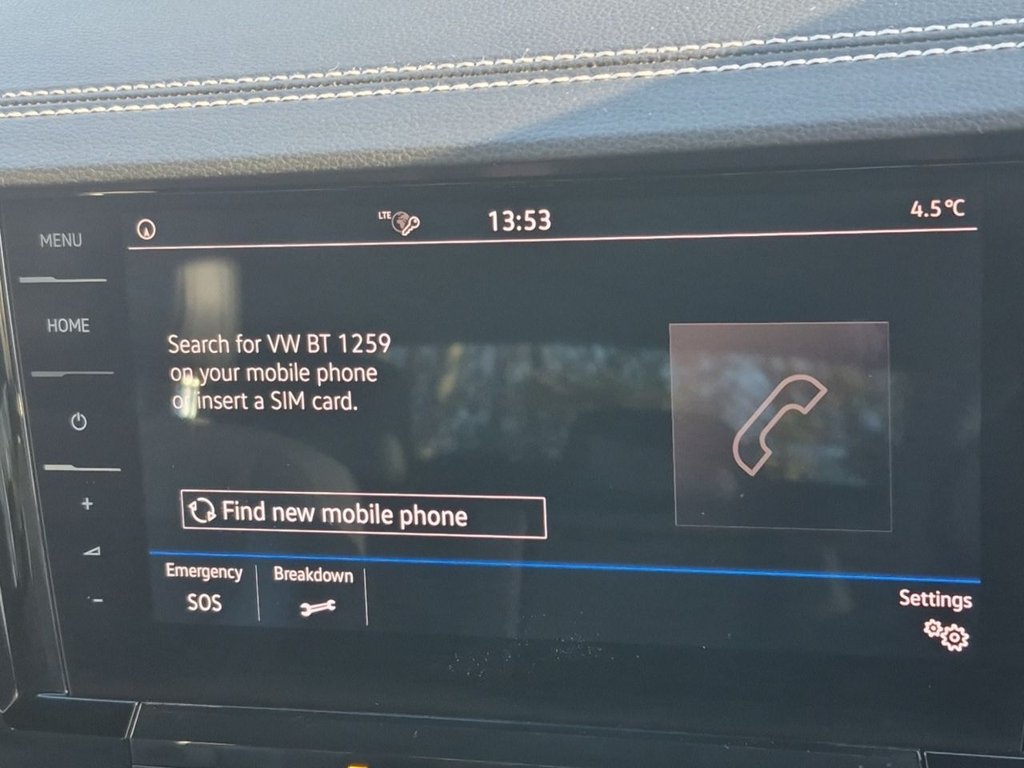 LTE
13:53
4.5°C
MENU
HOME
Search for VW BT 1259
on your mobile phone
or insert a SIM card.
Find new mobile phone
Emergency
SOS
Breakdown
Settings